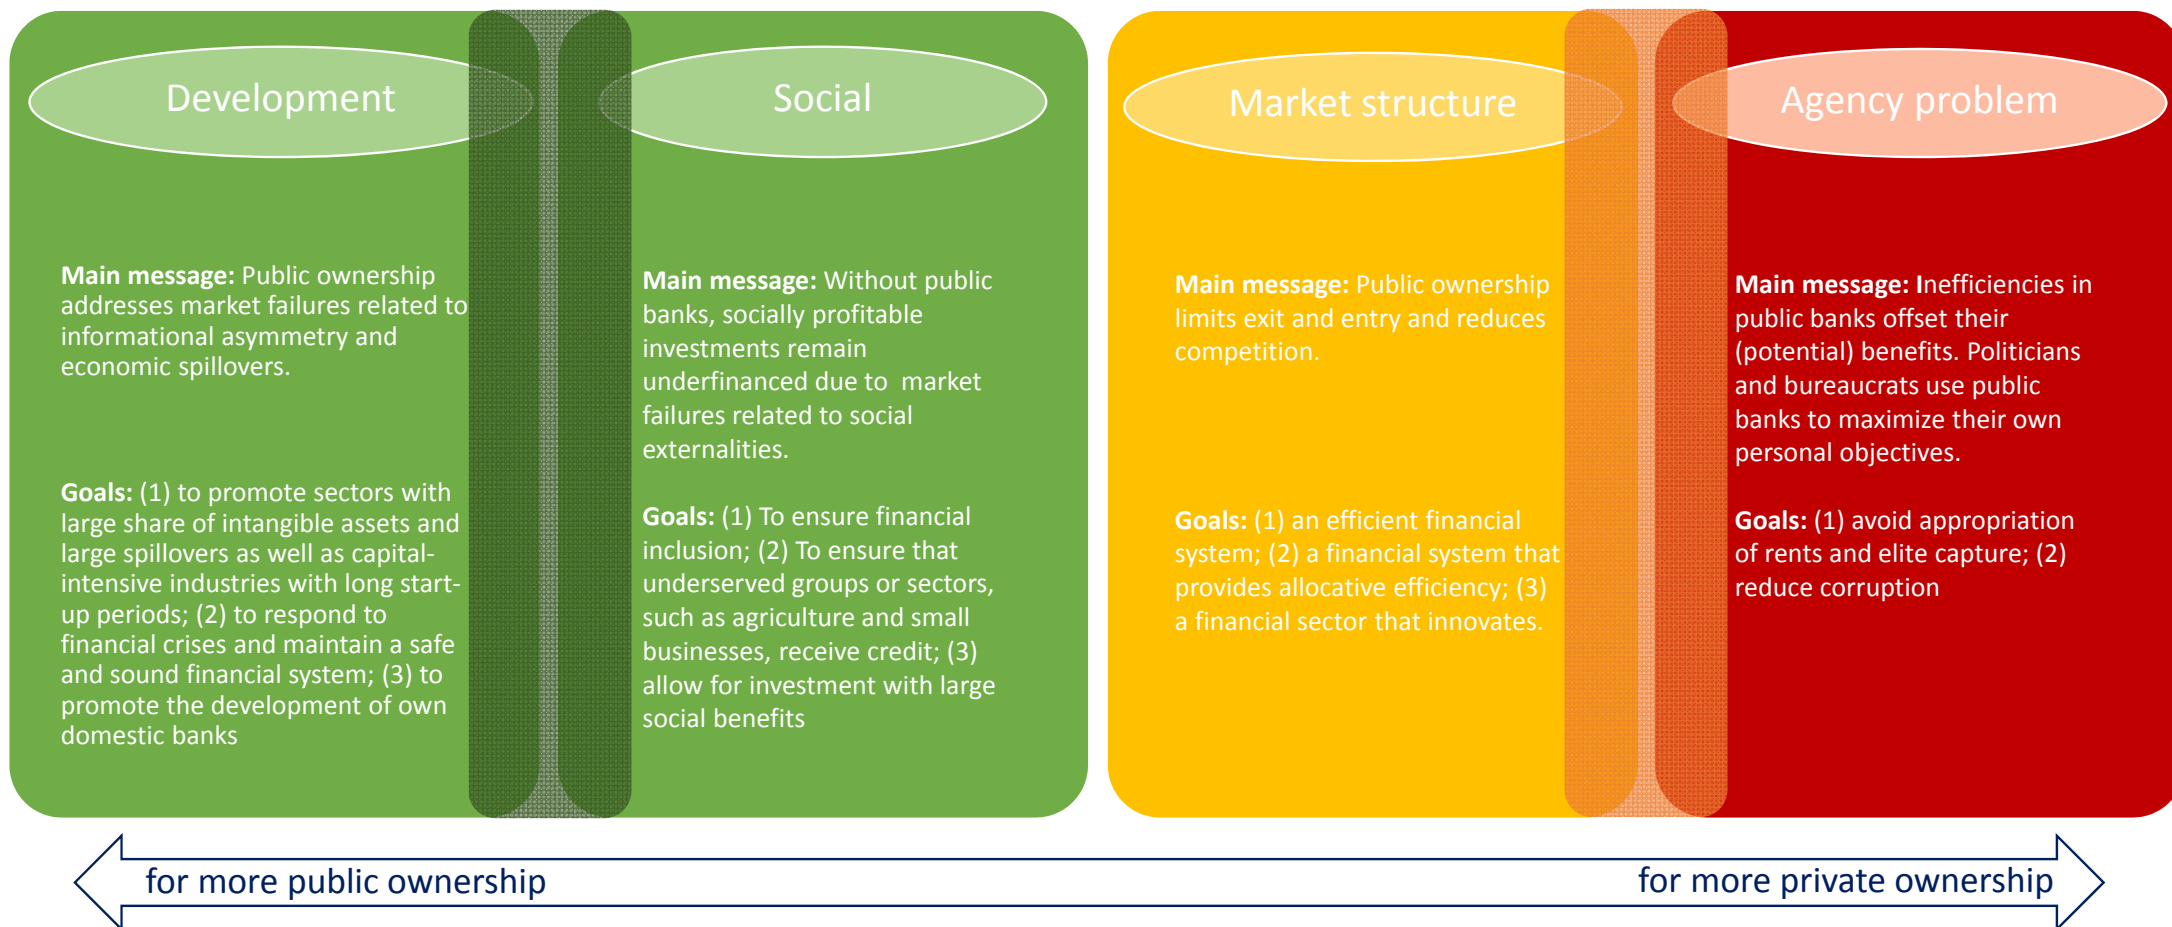 Development
Main message: Public ownership
addresses market failures related to
informational asymmetry and
economic spillovers.
Goals: (1) to promote sectors with
large share of intangible assets and
large spillovers as well as capital-
intensive industries with long start-
up periods; (2) to respond to
financial crises and maintain a safe
and sound financial system; (3) to
promote the development of own
domestic banks
Social
Main message: Without public
banks, socially profitable
investments remain
underfinanced due to  market
failures related to social
externalities.
Goals: (1) To ensure financial
inclusion; (2) To ensure that
underserved groups or sectors,
such as agriculture and small
businesses, receive credit; (3)
allow for investment with large
social benefits
Market structure
Main message: Public ownership
limits exit and entry and reduces
competition.
Goals: (1) an efficient financial
system; (2) a financial system that
provides allocative efficiency; (3)
a financial sector that innovates.
Agency problem
Main message: Inefficiencies in
public banks offset their
(potential) benefits. Politicians
and bureaucrats use public
banks to maximize their own
personal objectives.
Goals: (1) avoid appropriation
of rents and elite capture; (2)
reduce corruption
for more public ownership
for more private ownership